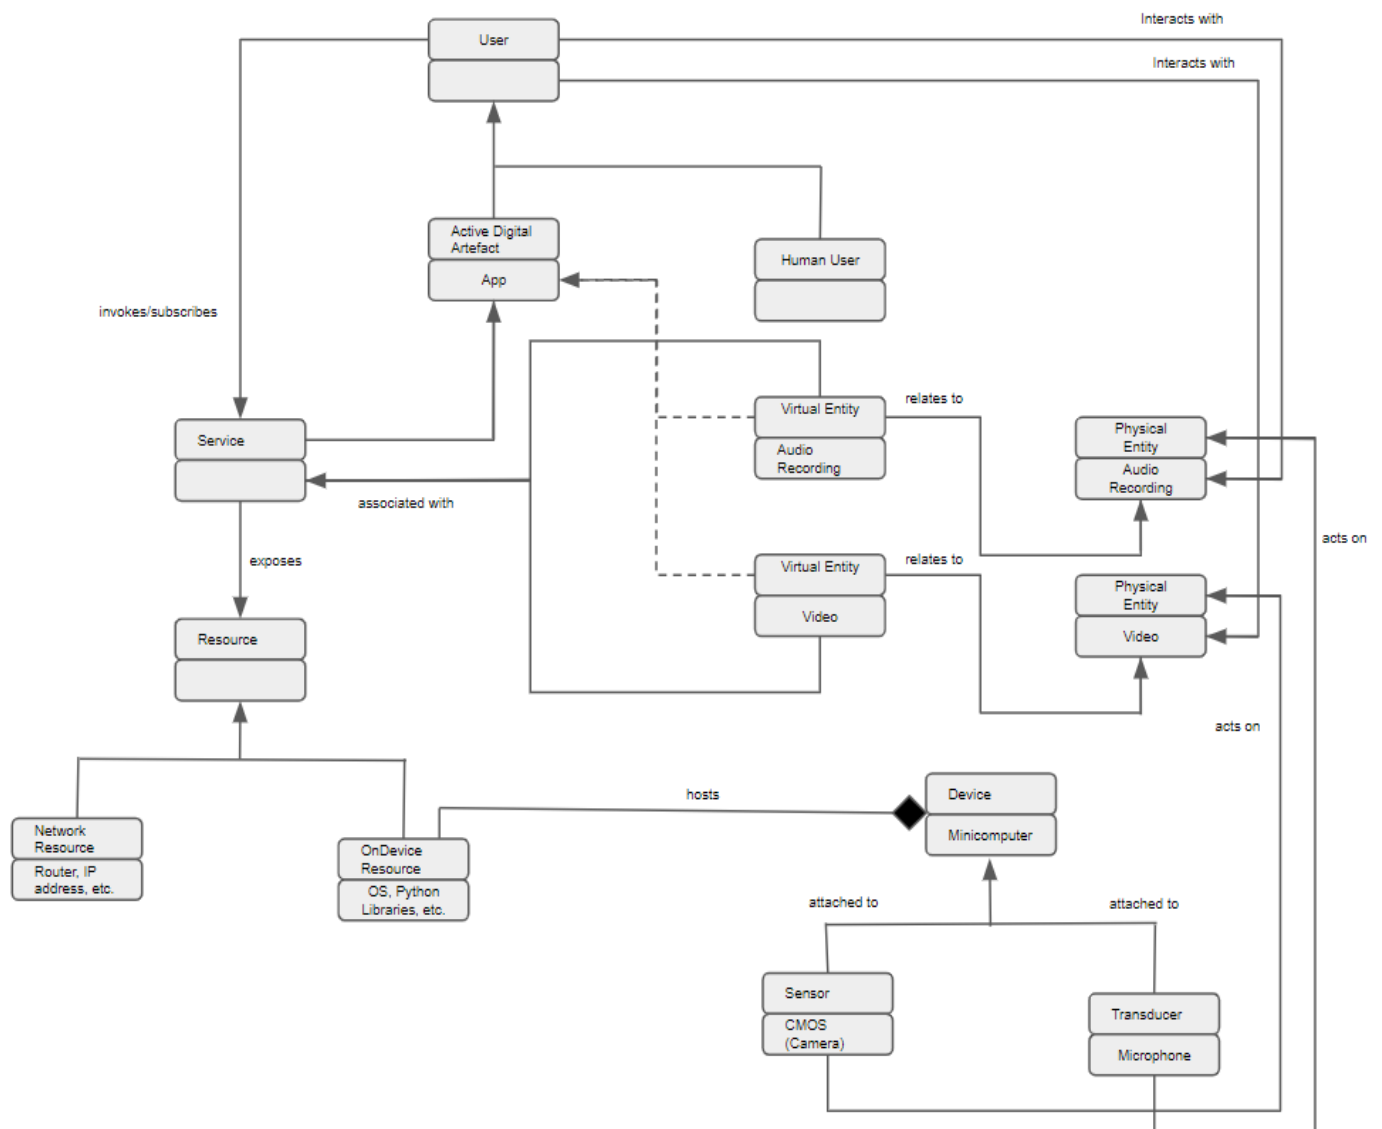 Interacts with
User
Interacts with
Active Digital
Artefact
App
Human User
invokes/subscribes
Virtual Entity
Audio
Recording
relates to
Physical
Entity
Audio
Recording
Service
associated with
acts on
exposes
Virtual Entity
Video
relates to
Physical
Entity
Video
Resource
acts on
hosts
Device
Minicomputer
Network
Resource
Router, IP
address, etc.
OnDevice
Resource
OS, Python
Libraries, etc.
attached to
attached to
Sensor
CMOS
(Camera)
Transducer
Microphone